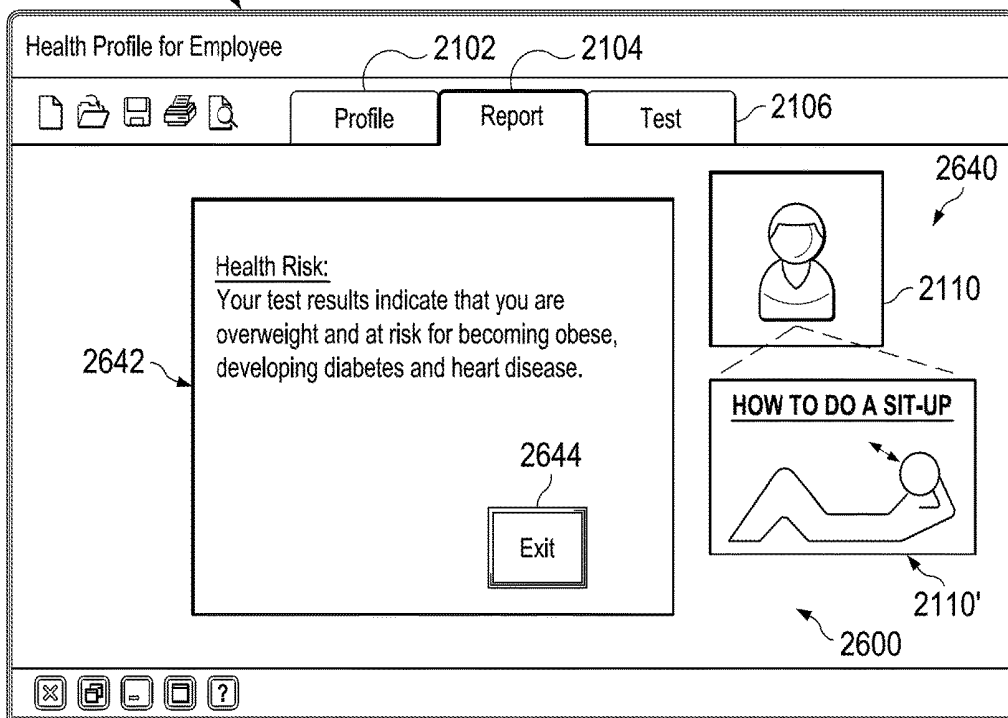 Health Profile for Employee
2102
2104
Profile
Report
Test
2106
2640
Health Risk:
Your test results indicate that you are
overweight and at risk for becoming obese,
developing diabetes and heart disease.
2110
2642
HOW TO DO A SIT-UP
2644
Exit
2110'
2600
?